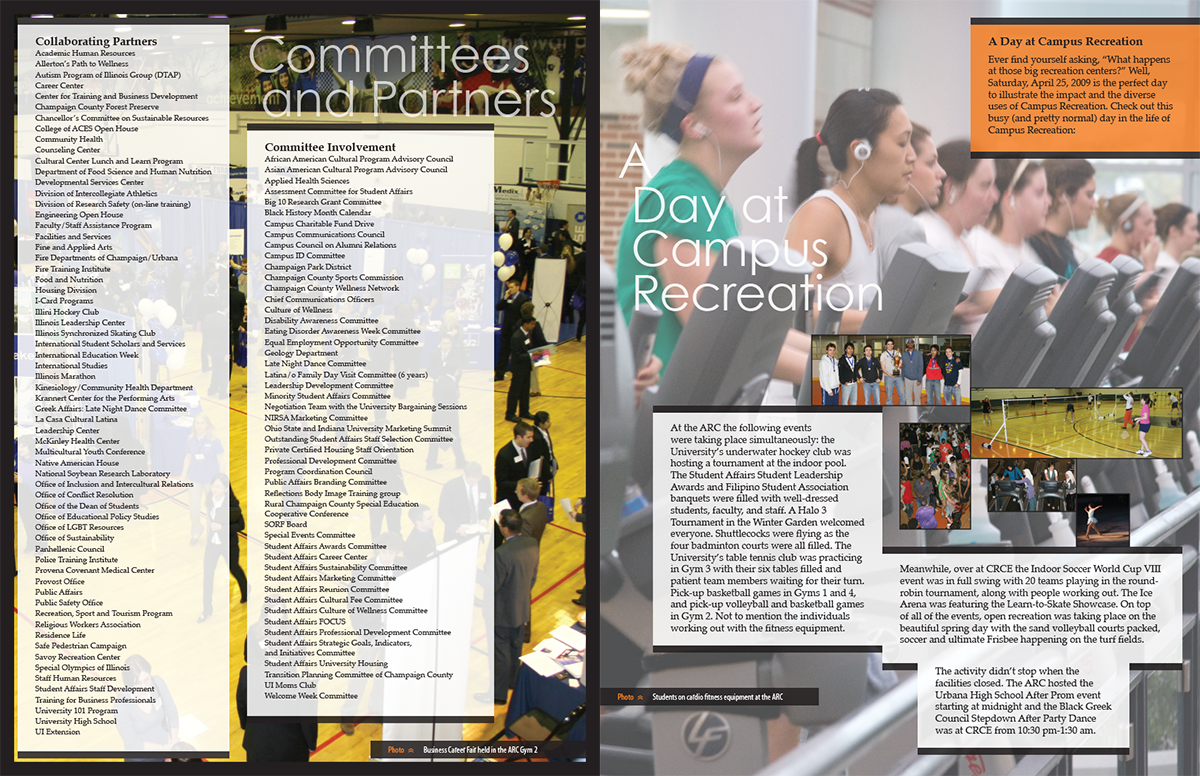 Collaborating Partners
Academic Human Resources
Allerton's Path to Wellness
Autism Program of Illinois Group (DTAP)
Career Center
Center for Training and Business Development
Champaign County Forest Preserve
Chancellor's Committee on Sustainable Resources
College of ACES Open House
Community Health
Counseling Center
Cultural Center Lunch and Learn Program
Department of Food Science and Human Nutrition
Developmental Services Center
Division of Intercollegiate Athletics
Division of Research Safety (on-line training)
Engineering Open House
Faculty/Staff Assistance Program
Facilities and Services
Fine and Applied Arts
Fire Departments of Champaign/Urbana
Fire Training Institute
Food and Nutrition
Housing Division
I-Card Programs
Illini Hockey Club
Illinois Leadership Center
Illinois Synchronized Skating Club
International Student Scholars and Services
International Education Week
International Studies
Illinois Marathon
Kinesiology/Community Health Department
Krannert Center for the Performing Arts
Greek Affairs: Late Night Dance Committee
La Casa Cultural Latina
Leadership Center
McKinley Health Center
Multicultural Youth Conference
Native American House
National Soybean Research Laboratory
Office of Inclusion and Intercultural Relations
Office of Conflict Resolution
Office of the Dean of Students
Office of Educational Policy Studies
Office of LGBT Resources
Office of Sustainability
Panhellenic Council
Police Training Institute
Provena Covenant Medical Center
Provost Office
Public Affairs
Public Safety Office
Recreation, Sport and Tourism Program
Religious Workers Association
Residence Life
Safe Pedestrian Campaign
Savoy Recreation Center
Special Olympics of Illinois
Staff Human Resources
Student Affairs Staff Development
Training for Business Professionals
University 101 Program
University High School
UI Extension
Committees
and Partners
achievement
Committee Involvement
African American Cultural Program Advisory Council
Asian American Cultural Program Advisory Council
Applied Health Sciences
Assessment Committee for Student Affairs
Big 10 Research Grant Committee
Black History Month Calendar
Campus Charitable Fund Drive
Campus Communications Council
Campus Council on Alumni Relations
Campus ID Committee
Champaign Park District
Champaign County Sports Commission
Champaign County Wellness Network
Chief Communications Officers
Culture of Wellness
Disability Awareness Committee
Eating Disorder Awareness Week Committee
Equal Employment Opportunity Committee
Geology Department
Late Night Dance Committee
Latina/o Family Day Visit Committee (6 years)
Leadership Development Committee
Minority Student Affairs Committee
Negotiation Team with the University Bargaining Sessions
NIRSA Marketing Committee
Ohio State and Indiana University Marketing Summit
Outstanding Student Affairs Staff Selection Committee
Private Certified Housing Staff Orientation
Professional Development Committee
Program Coordination Council
Public Affairs Branding Committee
Reflections Body Image Training group
Rural Champaign County Special Education
Cooperative Conference
SORF Board
Special Events Committee
Student Affairs Awards Committee
Student Affairs Career Center
Student Affairs Sustainability Committee
Student Affairs Marketing Committee
Student Affairs Reunion Committee
Student Affairs Cultural Fee Committee
Student Affairs Culture of Wellness Committee
Student Affairs FOCUS
Student Affairs Professional Development Committee
Student Affairs Strategic Goals, Indicators,
and Initiatives Committee
Student Affairs University Housing
Transition Planning Committee of Champaign County
UI Moms Club
Welcome Week Committee
Medix
Photo Business Career Fair held in the ARC Gym 2
A
Day at
Campus
Recreation
A Day at Campus Recreation
Ever find yourself asking, "What happens
at those big recreation centers?" Well,
Saturday, April 25, 2009 is the perfect day
to illustrate the impact and the diverse
uses of Campus Recreation. Check out this
busy (and pretty normal) day in the life of
Campus Recreation:
At the ARC the following events
were taking place simultaneously: the
University's underwater hockey club was
hosting a tournament at the indoor pool.
The Student Affairs Student Leadership
Awards and Filipino Student Association
banquets were filled with well-dressed
students, faculty, and staff. A Halo 3
Tournament in the Winter Garden welcomed
everyone. Shuttlecocks were flying as the
four badminton courts were all filled. The
University's table tennis club was practicing
in Gym 3 with their six tables filled and
patient team members waiting for their turn.
Pick-up basketball games in Gyms 1 and 4,
and pick-up volleyball and basketball games
in Gym 2. Not to mention the individuals
working out with the fitness equipment.
Meanwhile, over at CRCE the Indoor Soccer World Cup VIII
event was in full swing with 20 teams playing in the round-
robin tournament, along with people working out. The Ice
Arena was featuring the Learn-to-Skate Showcase. On top
of all of the events, open recreation was taking place on the
beautiful spring day with the sand volleyball courts packed,
soccer and ultimate Frisbee happening on the turf fields.
The activity didn't stop when the
facilities closed. The ARC hosted the
Urbana High School After Prom event
starting at midnight and the Black Greek
Council Stepdown After Party Dance
was at CRCE from 10:30 pm-1:30 am.
Photo Students on cardio fitness equipment at the ARC